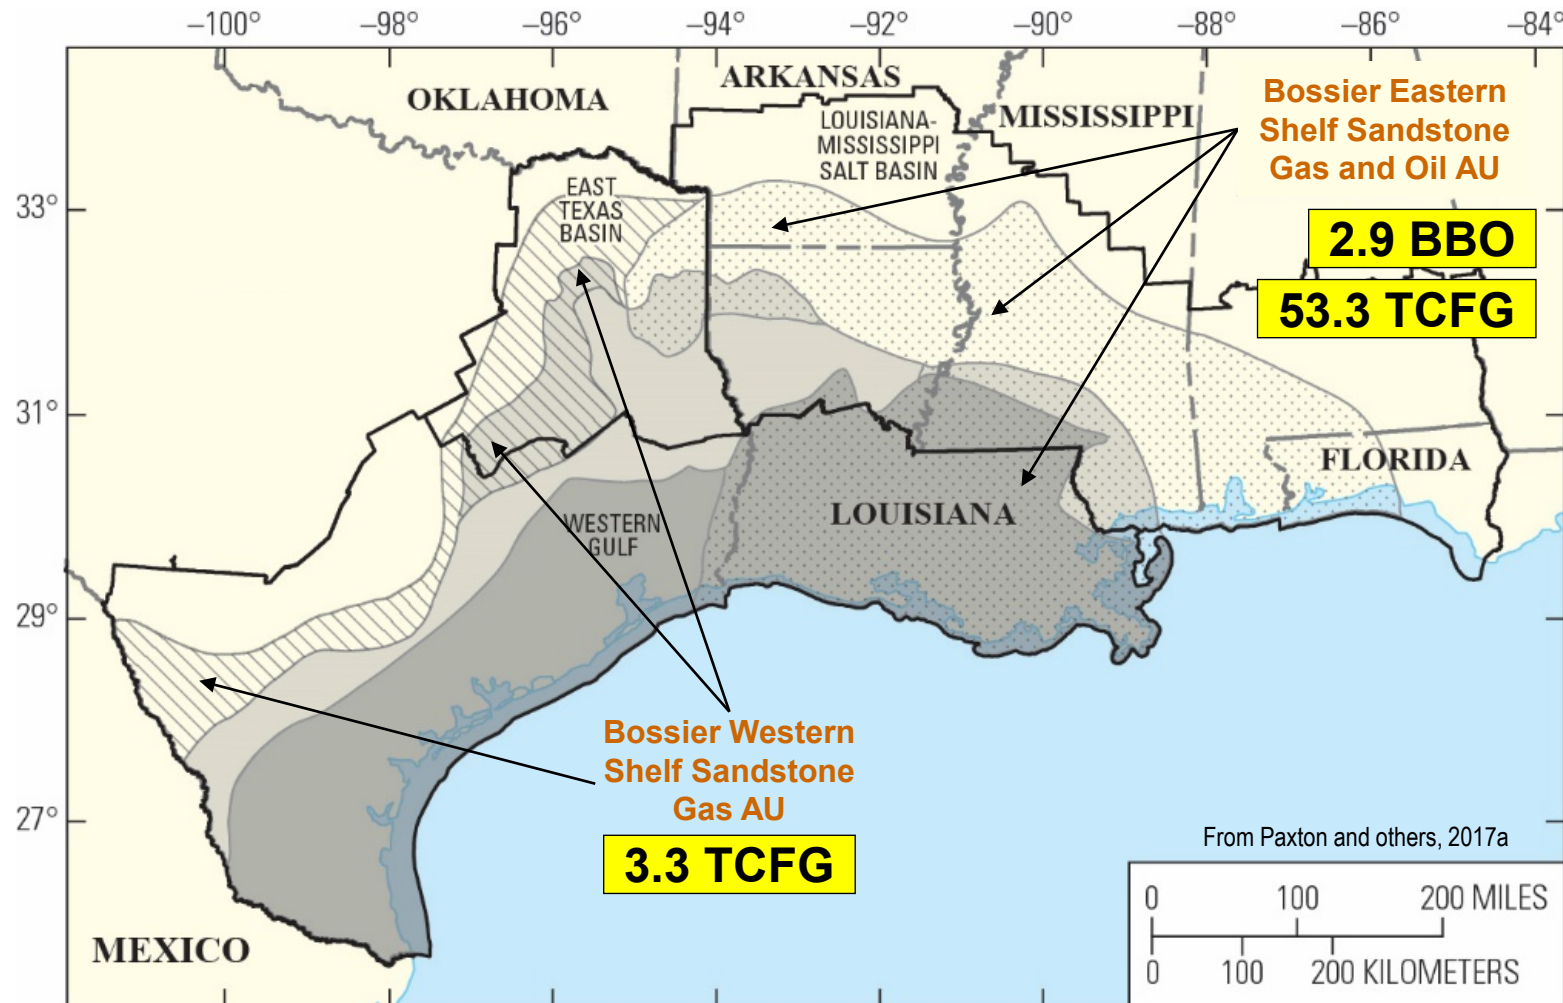 –100°
–98°
–96°
–94°
–92°
–90°
–88°
–86°
–84°
OKLAHOMA
ARKANSAS
MISSISSIPPI
LOUISIANA-
MISSISSIPPI
SALT BASIN
Bossier Eastern
Shelf Sandstone
Gas and Oil AU
2.9 BBO
53.3 TCFG
EAST
TEXAS
BASIN
33°
31°
29°
27°
FLORIDA
LOUISIANA
WESTERN
GULF
Bossier Western
Shelf Sandstone
Gas AU
3.3 TCFG
MEXICO
From Paxton and others, 2017a
0 100 200 MILES
0 100 200 KILOMETERS